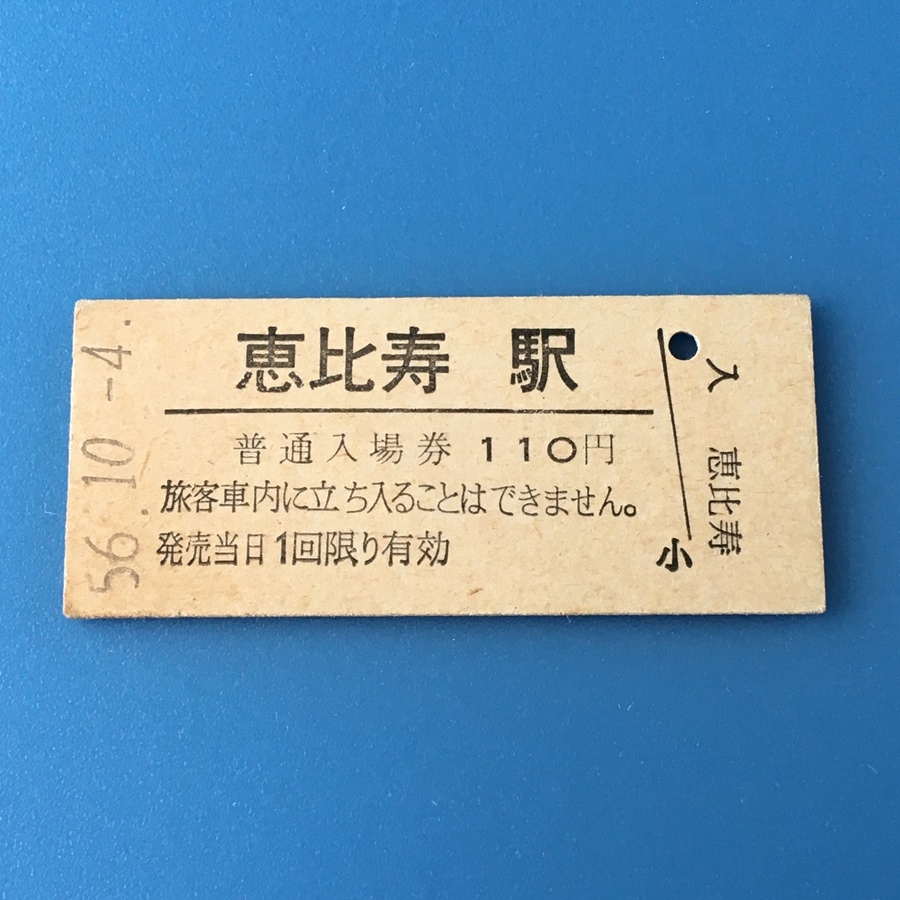 恵比寿 駅
普通入場券 110円
旅客車内に立ち入ることはできません。
発売当日1回限り有効
56.10.-4.
入 恵比寿
小